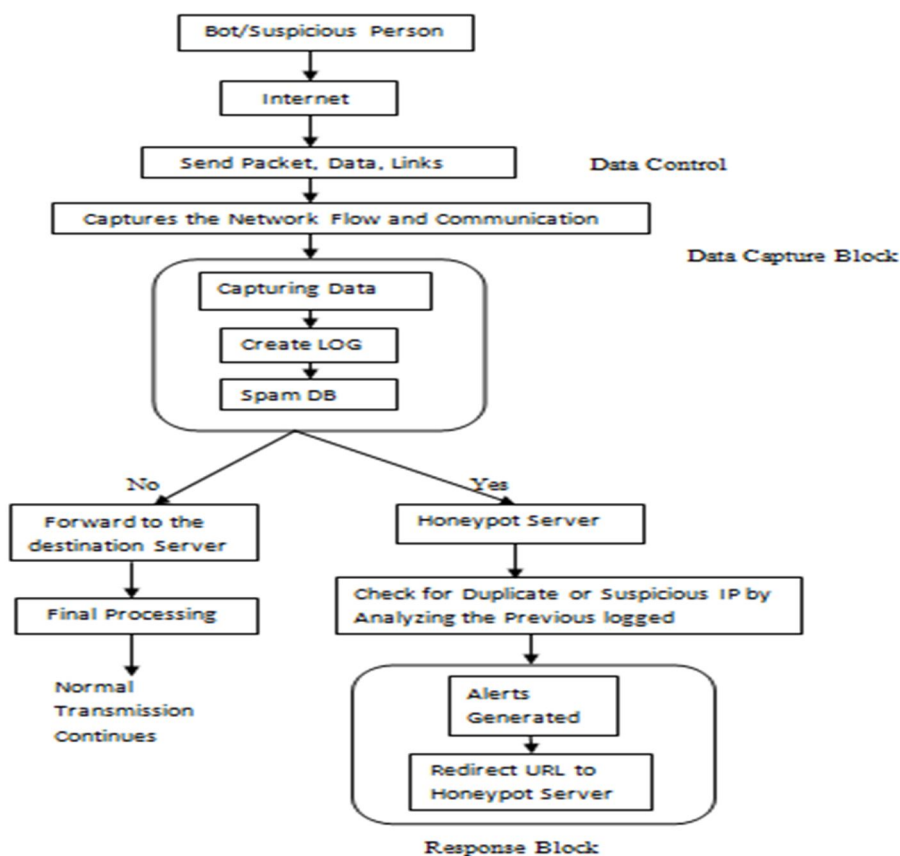 Bot/Suspicious Person
Internet
Send Packet, Data, Links
Data Control
Captures the Network Flow and Communication
Data Capture Block
Capturing Data
Create LOG
Spam DB
No
Yes
Forward to the
destination Server
Honeypot Server
Final Processing
Check for Duplicate or Suspicious IP by
Analyzing the Previous logged
Normal
Transmission
Continues
Alerts
Generated
Redirect URL to
Honeypot Server
Response Block